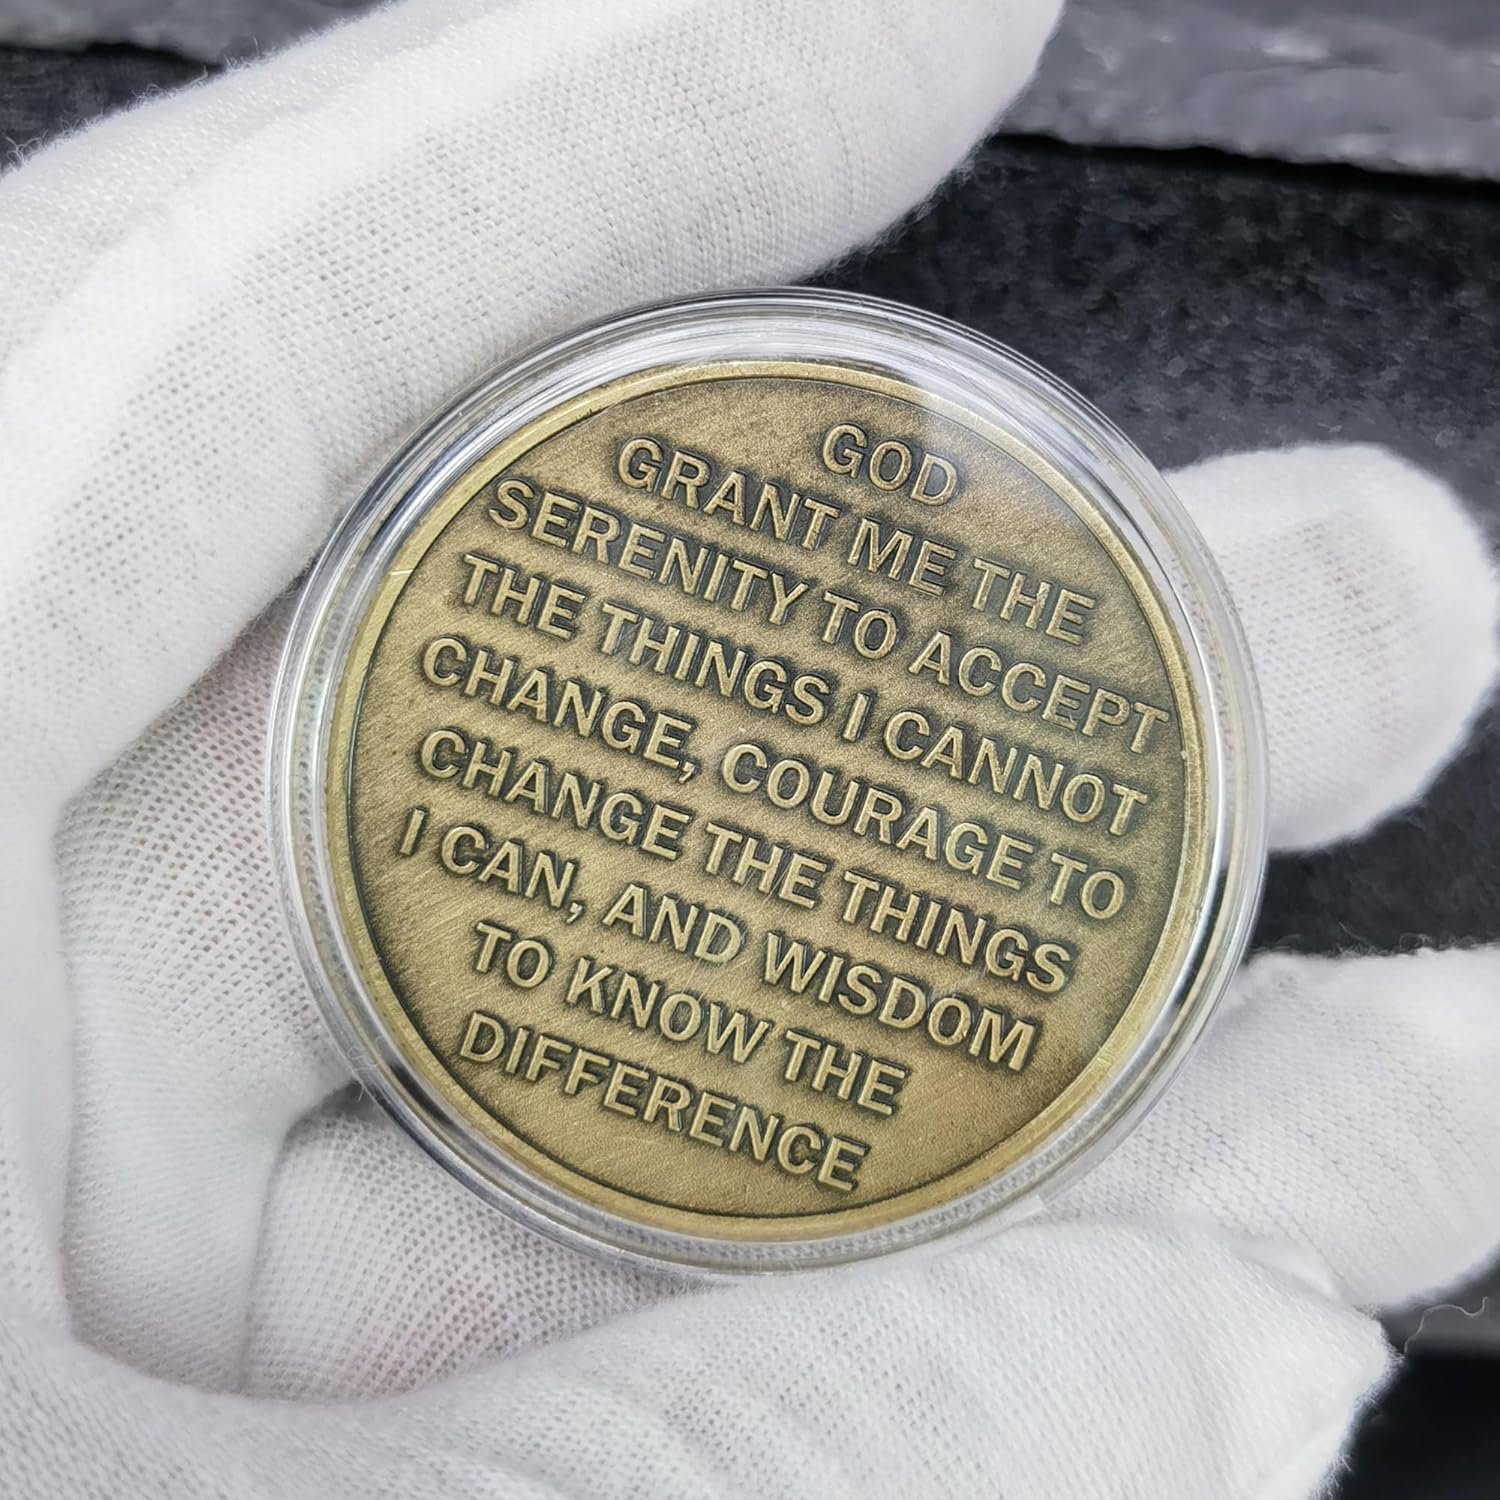 GOD
GRANT ME THE
SERENITY TO ACCEPT
THE THINGS I CANNOT
CHANGE, COURAGE TO
CHANGE THE THINGS
I CAN, AND WISDOM
TO KNOW THE
DIFFERENCE